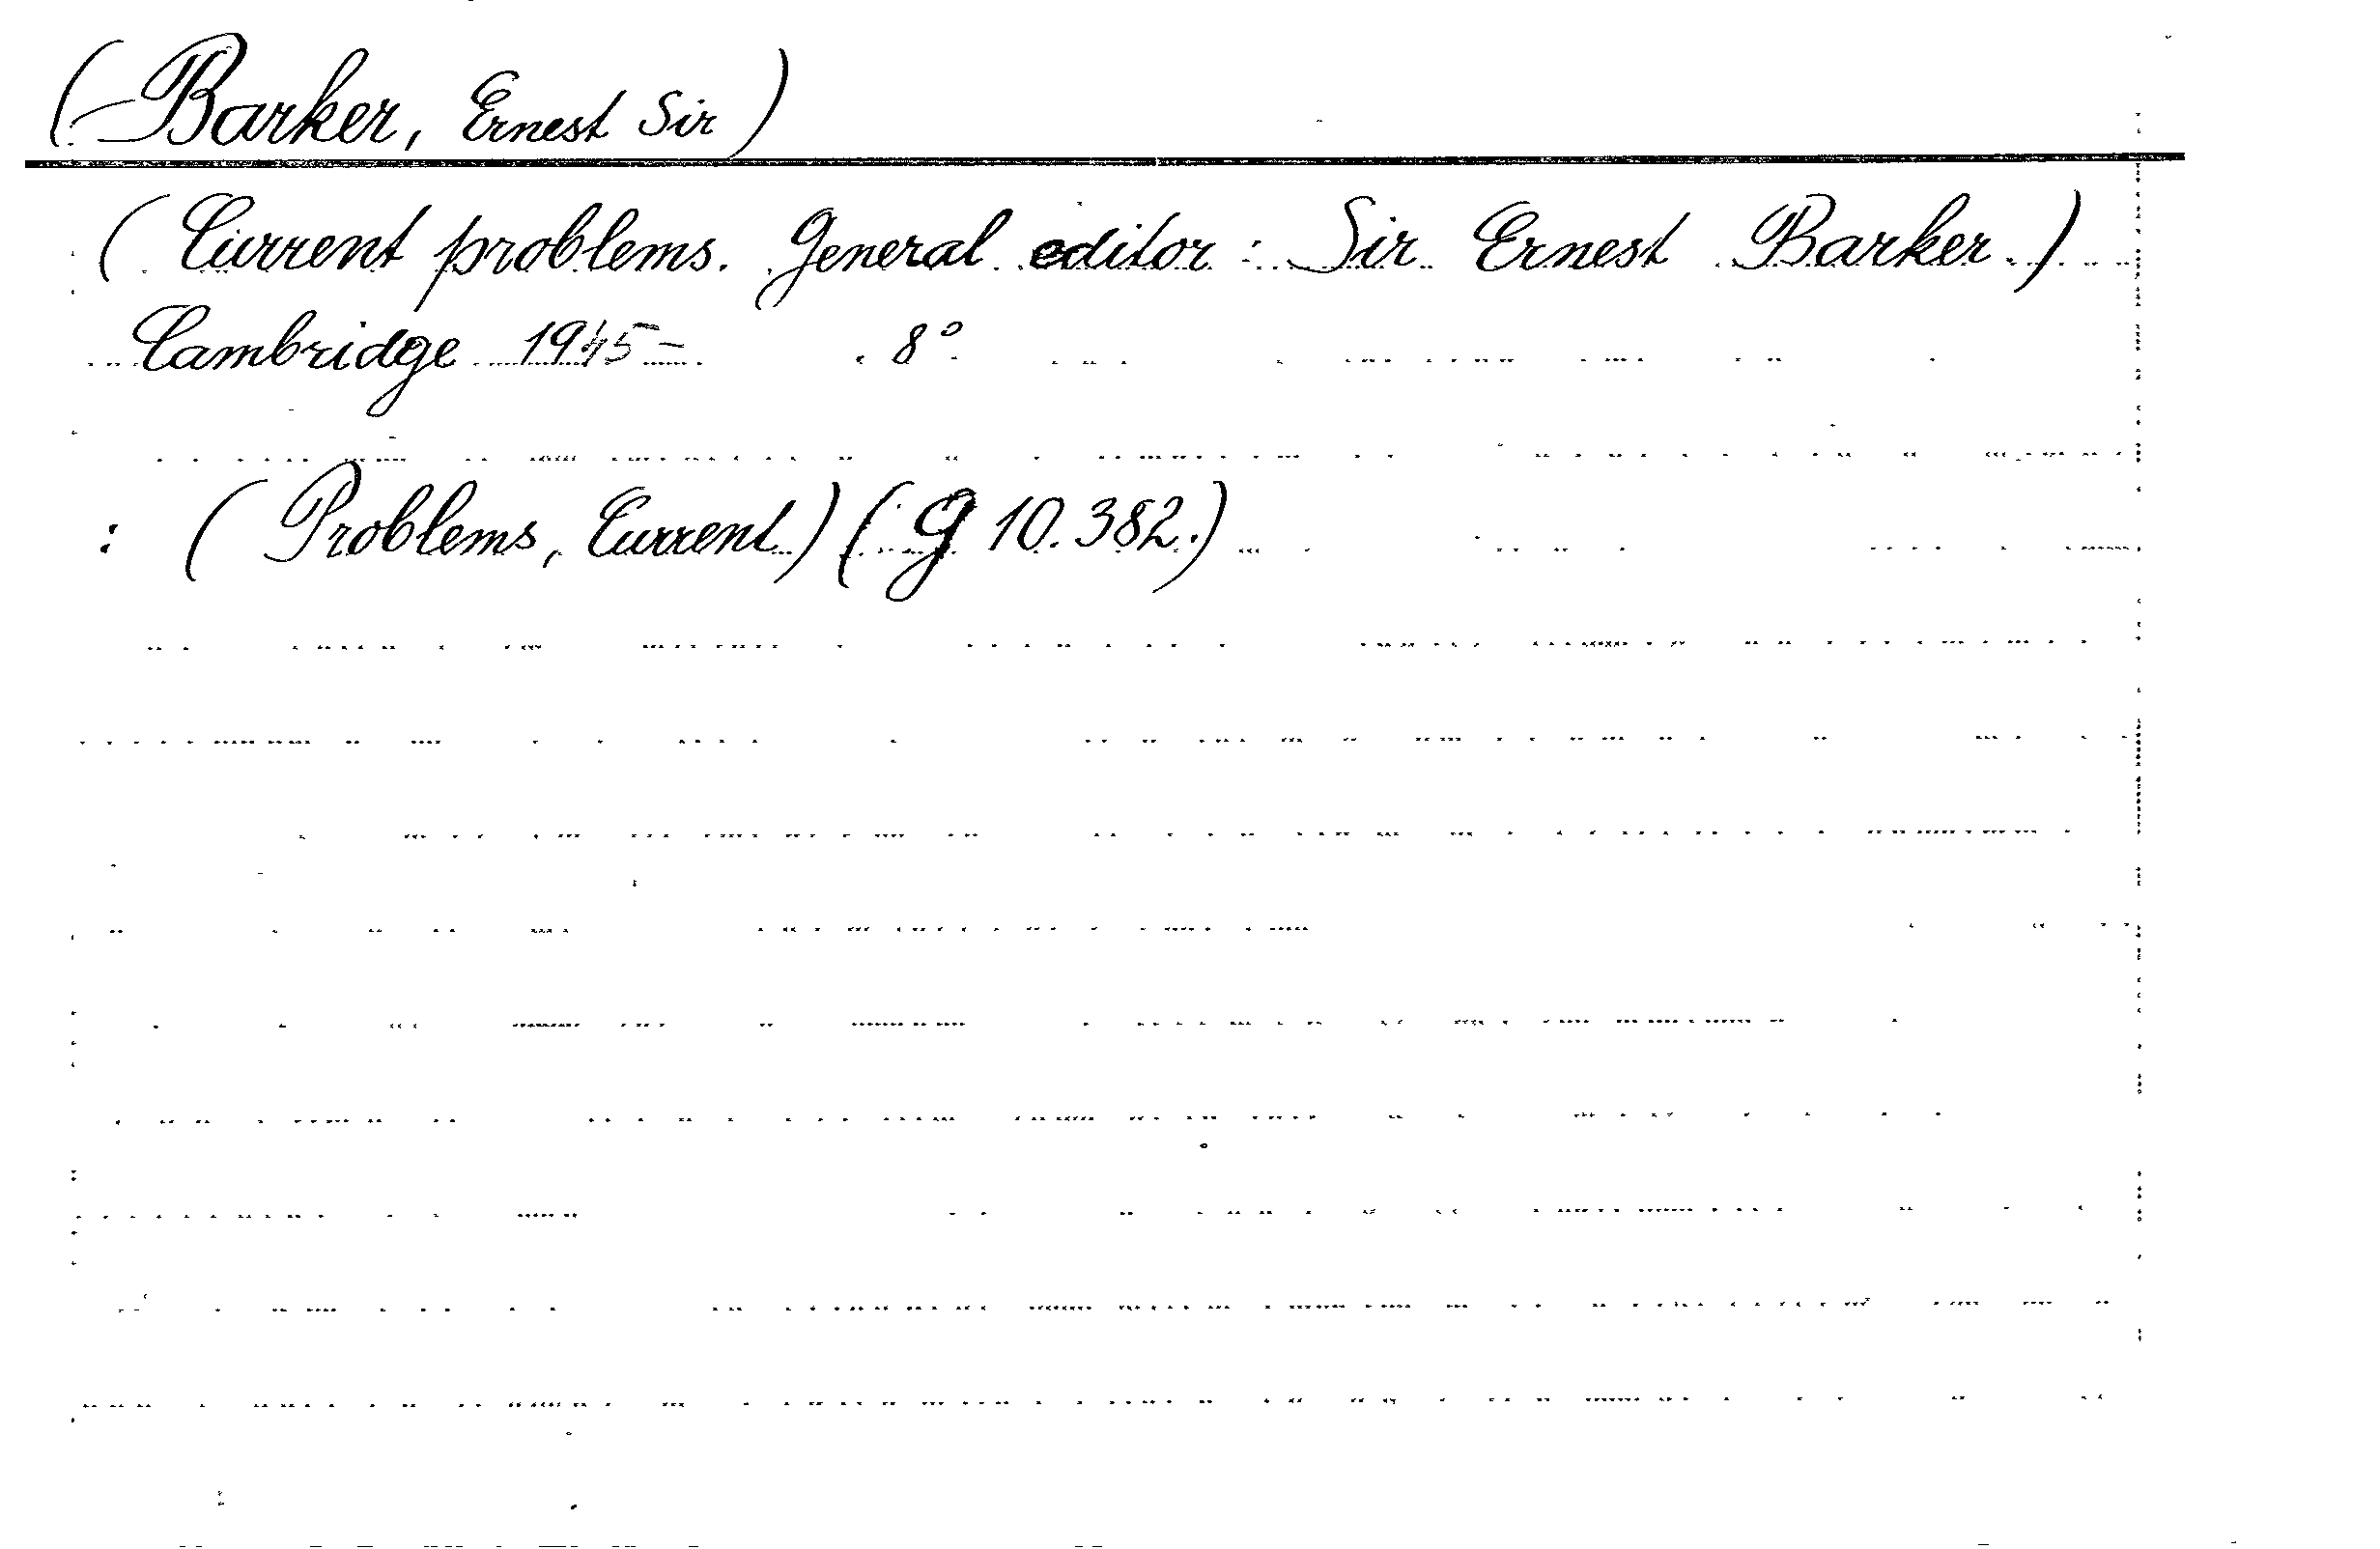 (Barker, Ernest Sir)
(Current problems. General editor: Sir Ernest Barker.)
Cambridge 1945- 8°
: (Problems, Current) (G 10.382.)